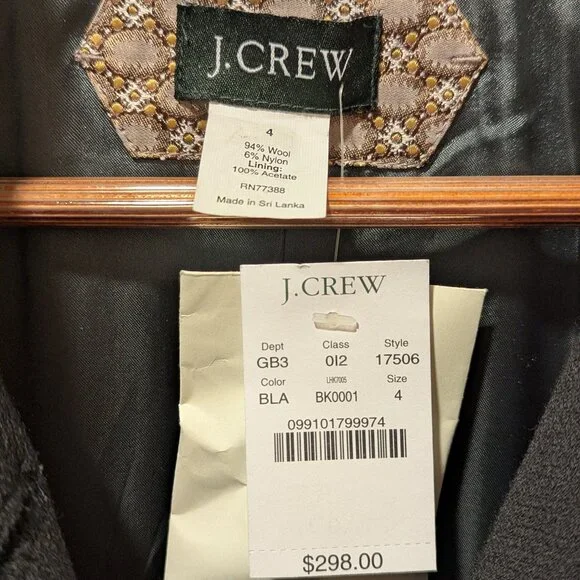 J.CREW
4
94% Wool
6% Nylon
Lining:
100% Acetate
RN77388
Made in Sri Lanka
J.CREW
Dept Class Style
GB3 0I2 17506
Color LHK7005 Size
BLA BK0001 4
099101799974
$298.00